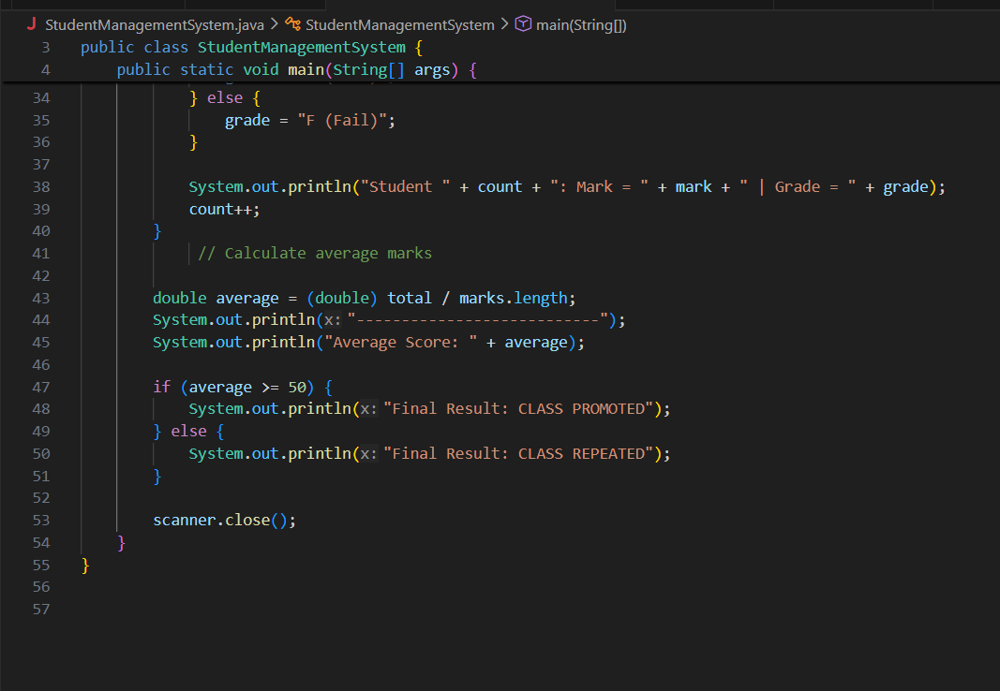 StudentManagementSystem.java > StudentManagementSystem > main(String[])
3 public class StudentManagementSystem {
4 public static void main(String[] args) {
34 } else {
35 grade = "F (Fail)";
36 }
37
38 System.out.println("Student " + count + ": Mark = " + mark + " | Grade = " + grade);
39 count++;
40 }
41 // Calculate average marks
42
43 double average = (double) total / marks.length;
44 System.out.println(x: "---------------------------");
45 System.out.println("Average Score: " + average);
46
47 if (average >= 50) {
48 System.out.println(x: "Final Result: CLASS PROMOTED");
49 } else {
50 System.out.println(x: "Final Result: CLASS REPEATED");
51 }
52
53 scanner.close();
54 }
55 }
56
57